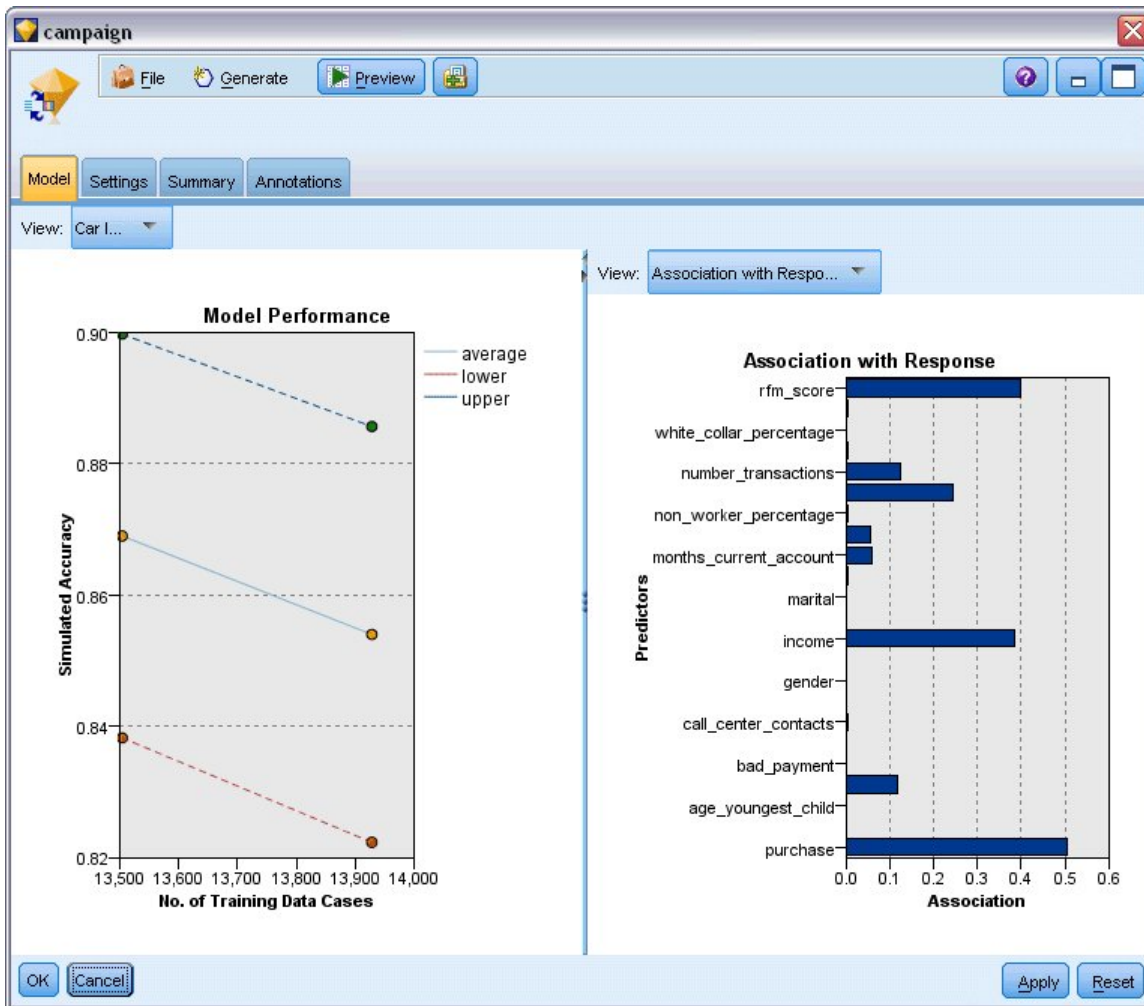 campaign
File Generate Preview
Model Settings Summary Annotations
View: Car I...
Model Performance
0.90
0.88
0.86
0.84
0.82
Simulated Accuracy
13,500 13,600 13,700 13,800 13,900 14,000
No. of Training Data Cases
average
lower
upper
View: Association with Respo...
Association with Response
rfm_score
white_collar_percentage
number_transactions
non_worker_percentage
months_current_account
marital
income
gender
call_center_contacts
bad_payment
age_youngest_child
purchase
Predictors
0.0 0.1 0.2 0.3 0.4 0.5 0.6
Association
OK Cancel Apply Reset